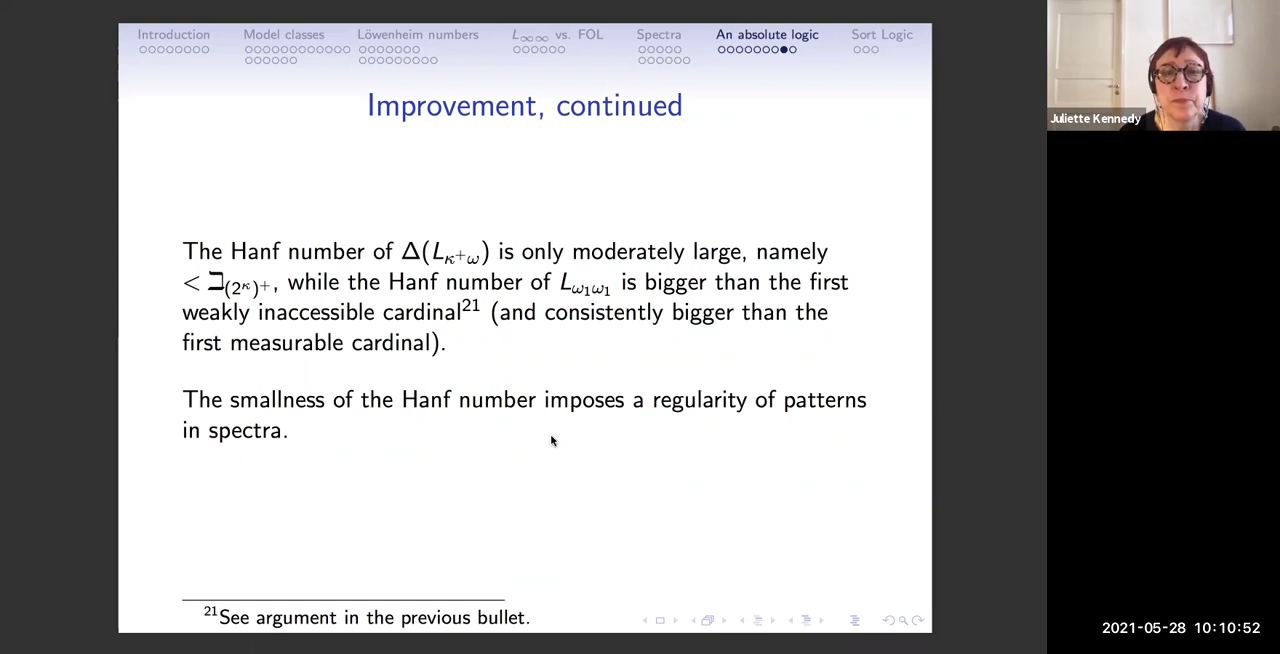 Introduction Model classes Löwenheim numbers L∞∞ vs. FOL Spectra An absolute logic Sort Logic
Improvement, continued
The Hanf number of Δ(L_{κ⁺ω}) is only moderately large, namely
< ℶ_{(2^κ)⁺}, while the Hanf number of L_{ω₁ω₁} is bigger than the first
weakly inaccessible cardinal²¹ (and consistently bigger than the
first measurable cardinal).
The smallness of the Hanf number imposes a regularity of patterns
in spectra.
²¹See argument in the previous bullet.
Juliette Kennedy
2021-05-28 10:10:52